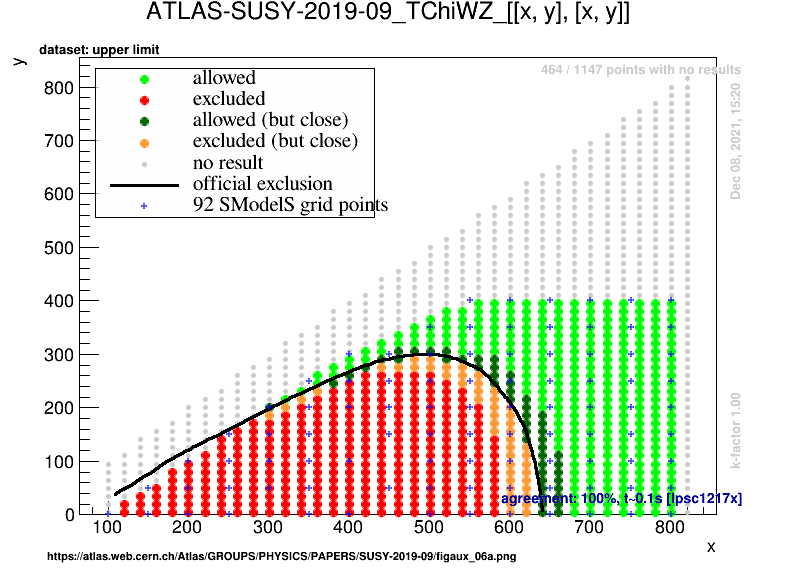 ATLAS-SUSY-2019-09_TChiWZ_[[x, y], [x, y]]
dataset: upper limit
y
464 / 1147 points with no results
allowed
excluded
allowed (but close)
excluded (but close)
no result
official exclusion
92 SModelS grid points
Dec 08, 2021, 15:20
k-factor 1.00
800
700
600
500
400
300
200
100
0
agreement: 100%, t~0.1s [lpsc1217x]
100 200 300 400 500 600 700 800
x
https://atlas.web.cern.ch/Atlas/GROUPS/PHYSICS/PAPERS/SUSY-2019-09/figaux_06a.png